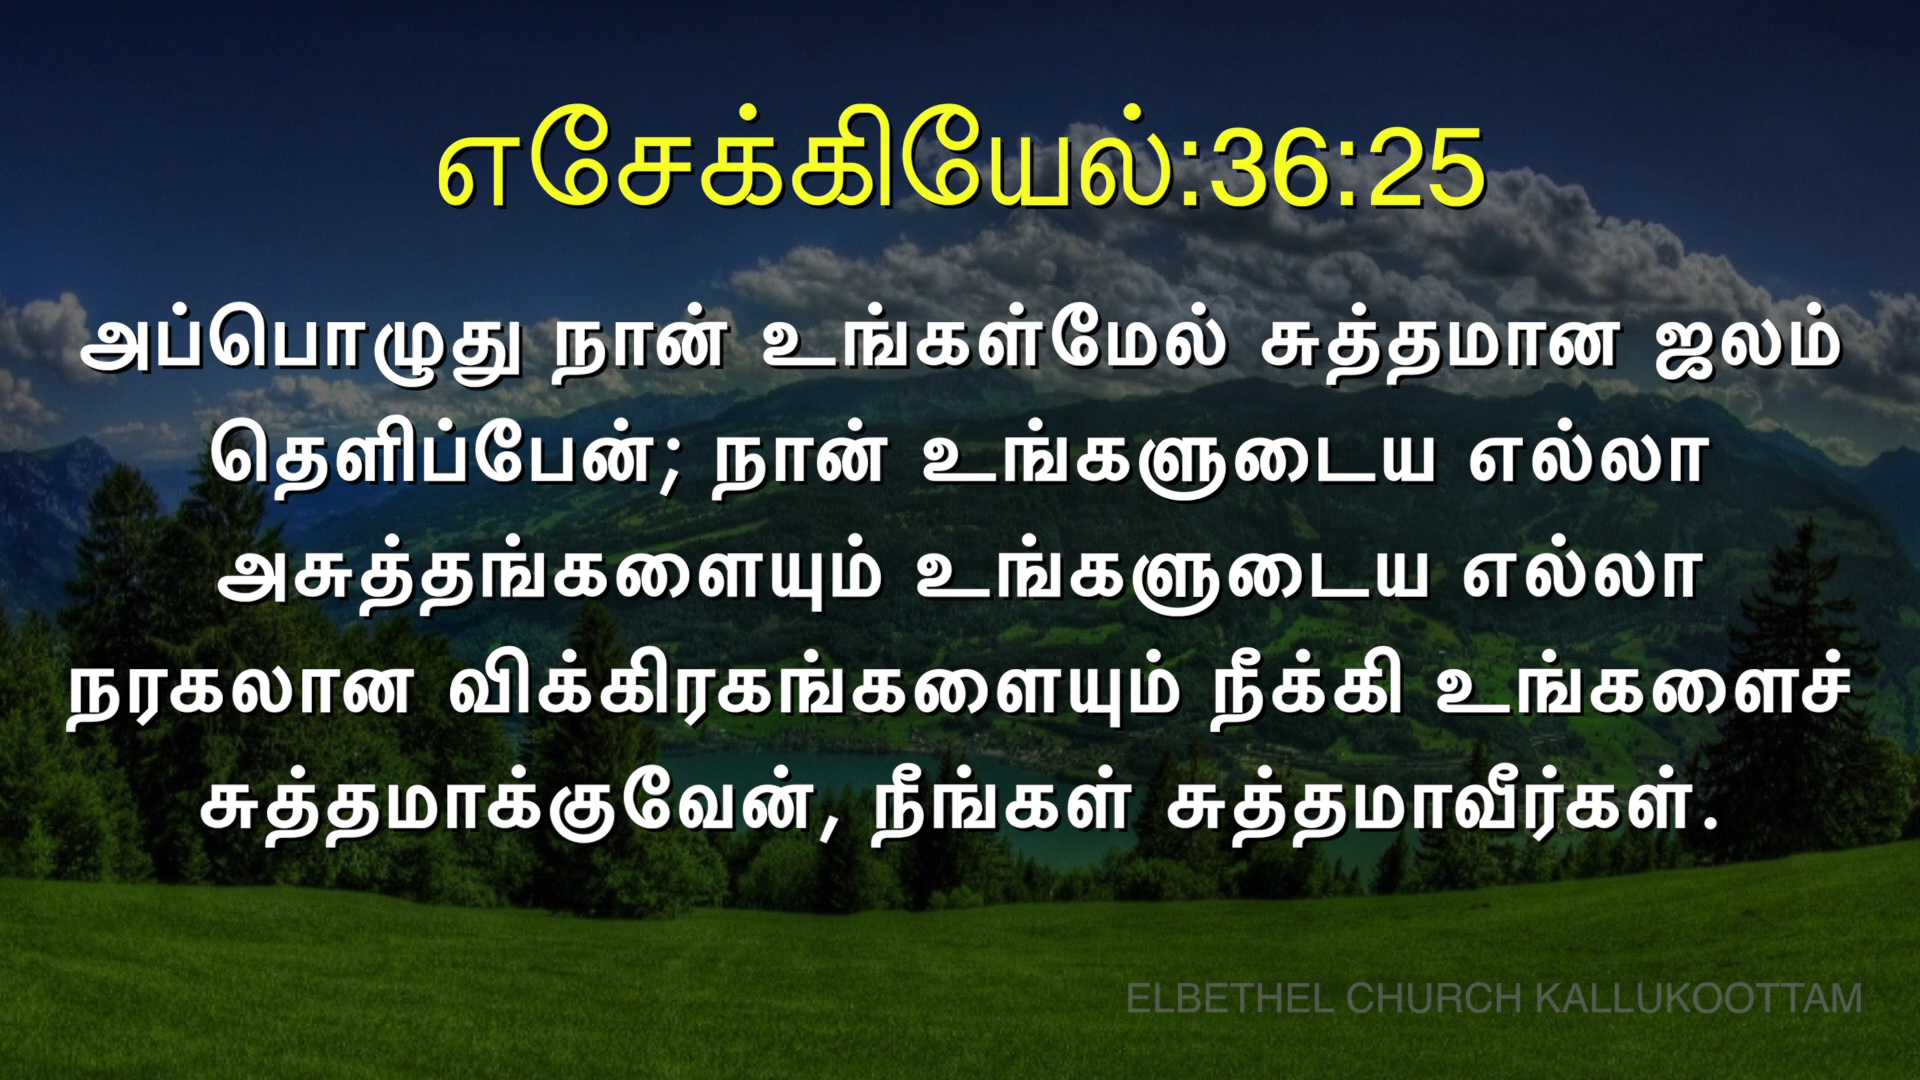 எசேக்கியேல்:36:25
அப்பொழுது நான் உங்கள்மேல் சுத்தமான ஜலம்
தெளிப்பேன்; நான் உங்களுடைய எல்லா
அசுத்தங்களையும் உங்களுடைய எல்லா
நரகலான விக்கிரகங்களையும் நீக்கி உங்களைச்
சுத்தமாக்குவேன், நீங்கள் சுத்தமாவீர்கள்.
ELBETHEL CHURCH KALLUKOOTTAM